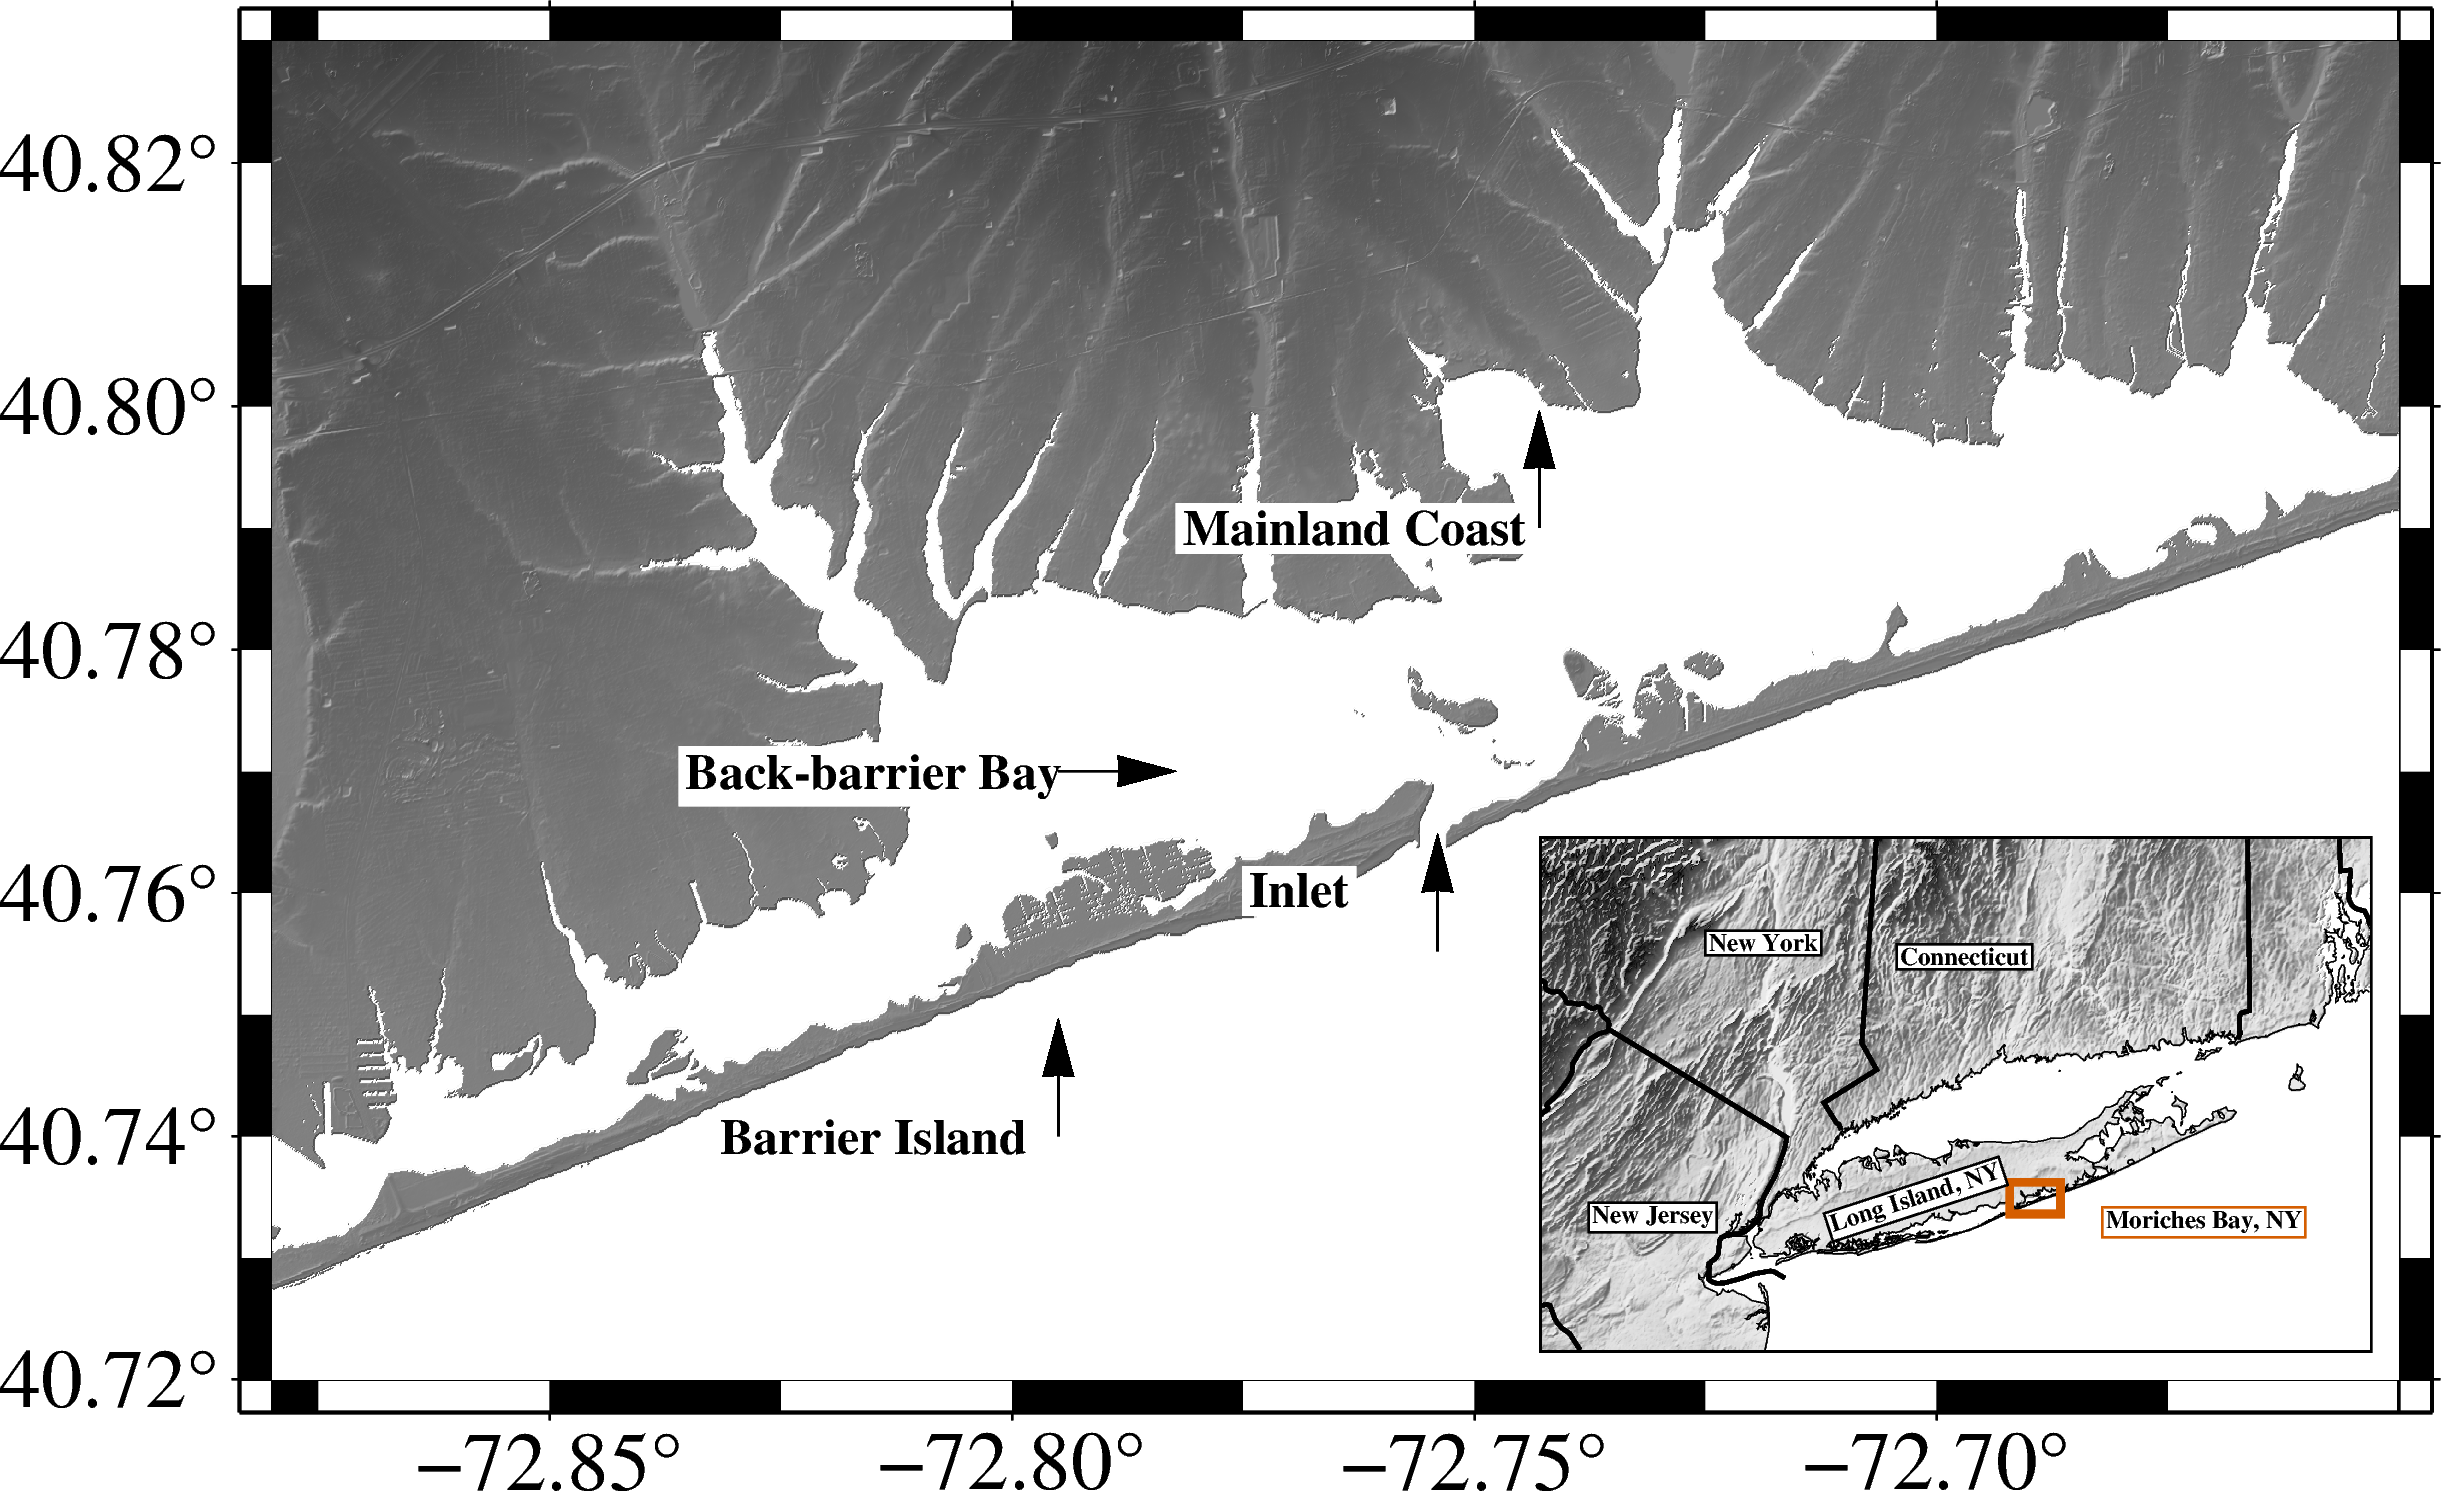 40.82°
40.80°
Mainland Coast
40.78°
Back-barrier Bay
40.76°
Inlet
New York
Connecticut
40.74°
Barrier Island
Long Island, NY
New Jersey
Moriches Bay, NY
40.72°
−72.85°
−72.80°
−72.75°
−72.70°